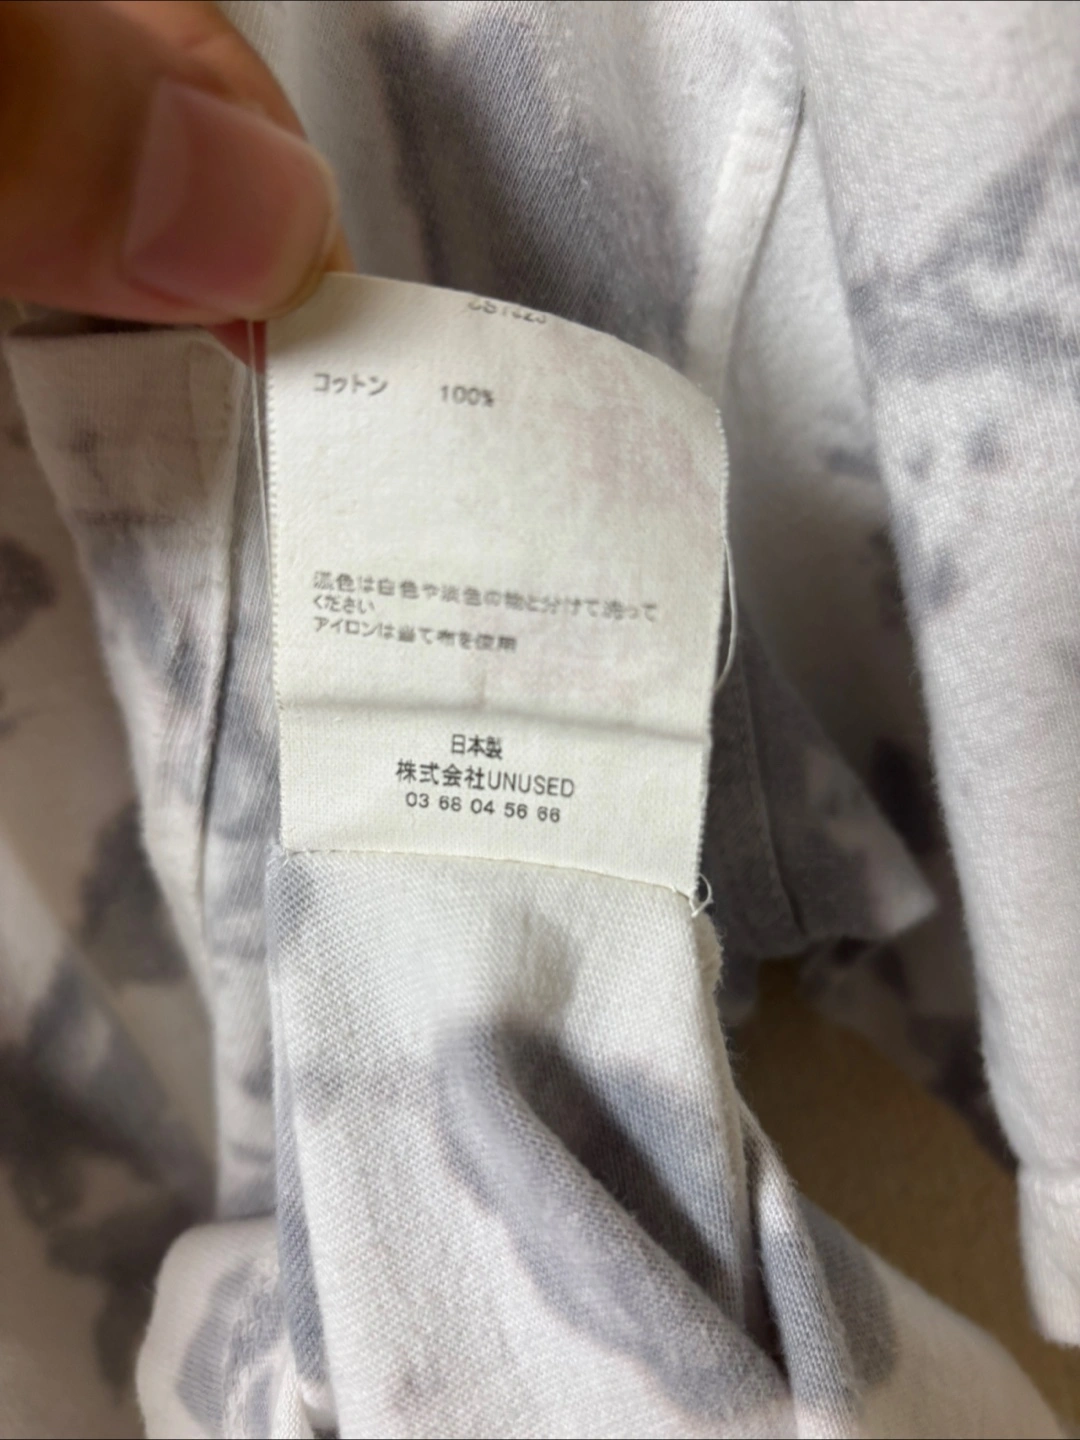 コットン 100%
濃色は白色や淡色の物と分けて洗って
ください
アイロンは当て布を使用
日本製
株式会社UNUSED
03 68 04 56 66